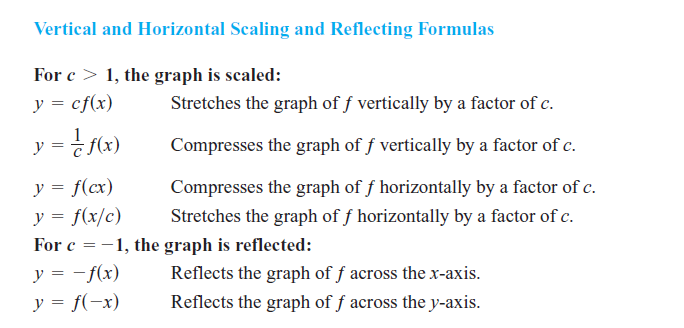 Vertical and Horizontal Scaling and Reflecting Formulas
For c > 1, the graph is scaled:
y = cf(x) Stretches the graph of f vertically by a factor of c.
y = 1/c f(x) Compresses the graph of f vertically by a factor of c.
y = f(cx) Compresses the graph of f horizontally by a factor of c.
y = f(x/c) Stretches the graph of f horizontally by a factor of c.
For c = −1, the graph is reflected:
y = −f(x) Reflects the graph of f across the x-axis.
y = f(−x) Reflects the graph of f across the y-axis.